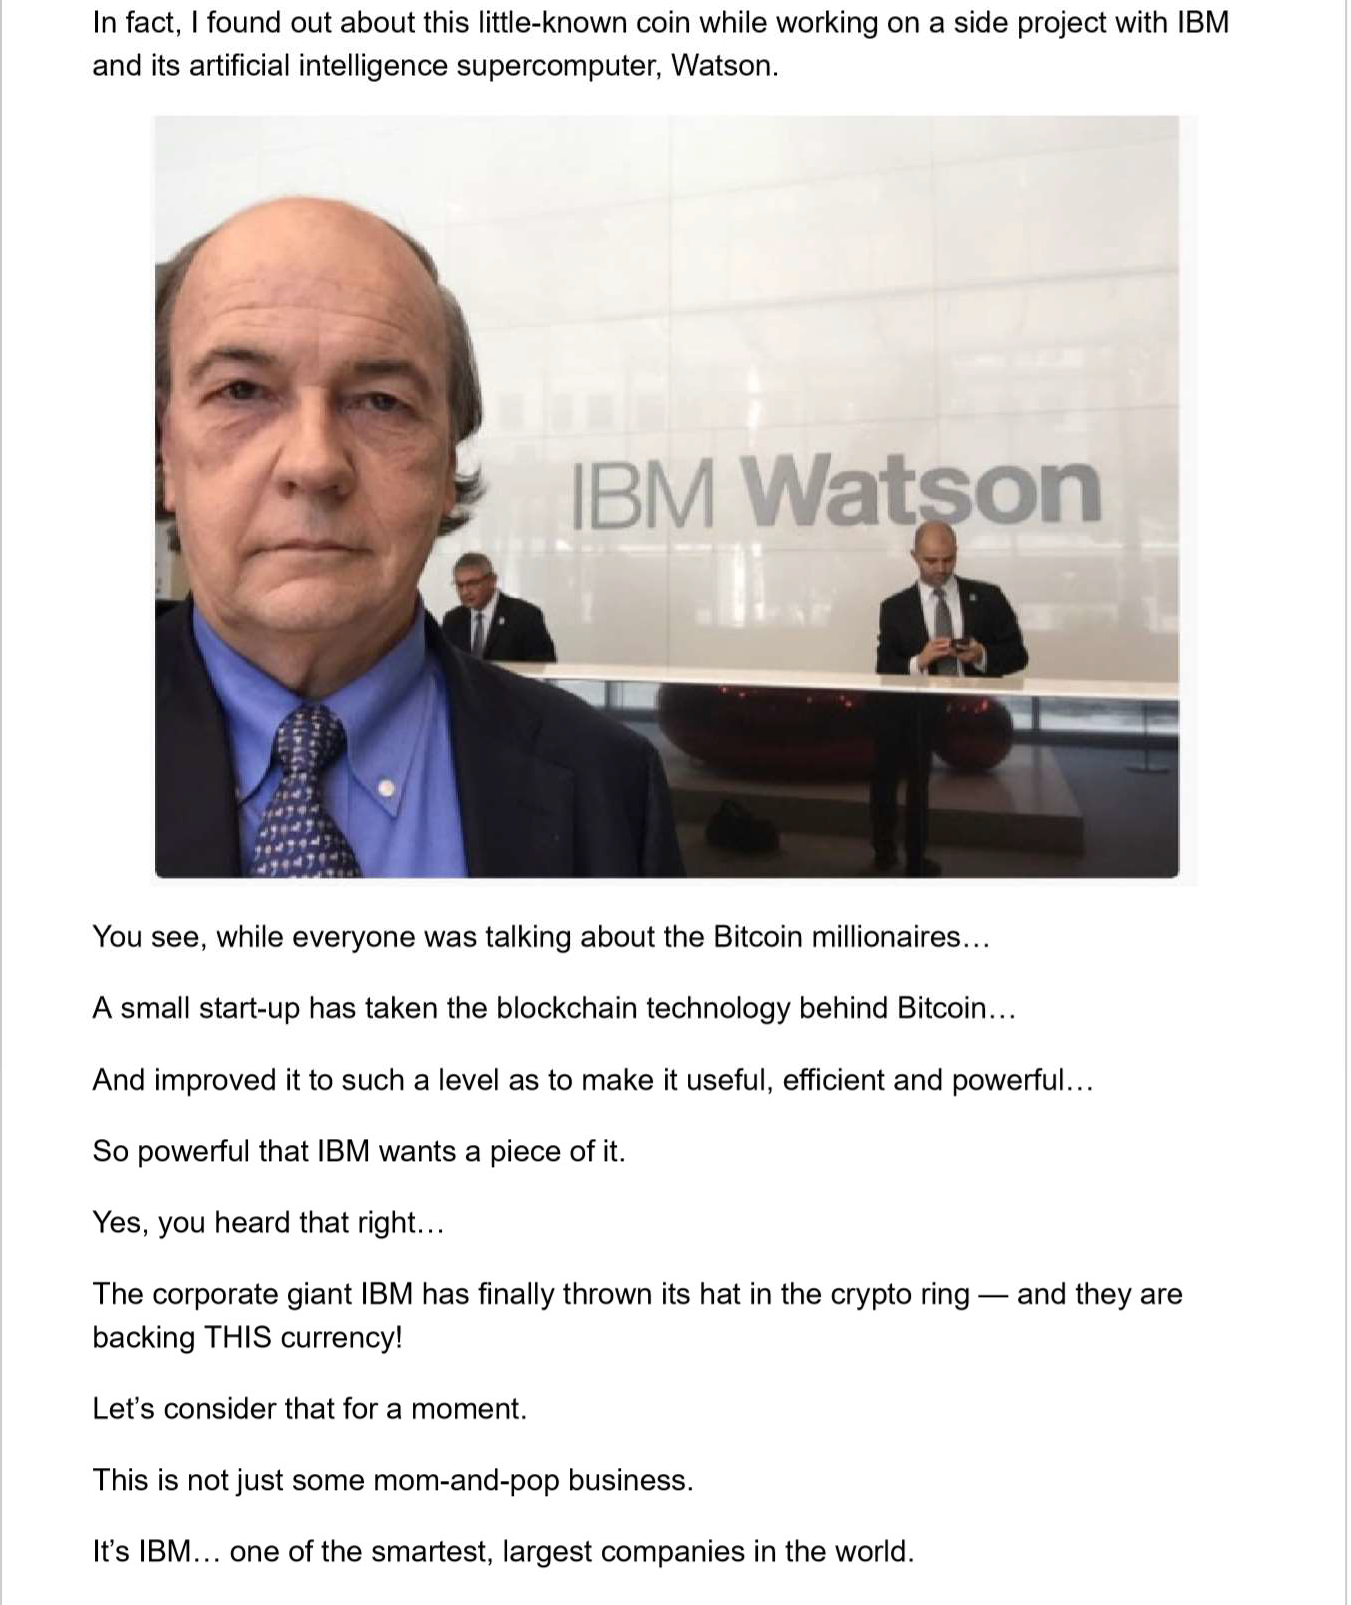 In fact, I found out about this little-known coin while working on a side project with IBM
and its artificial intelligence supercomputer, Watson.
IBM Watson
You see, while everyone was talking about the Bitcoin millionaires…
A small start-up has taken the blockchain technology behind Bitcoin…
And improved it to such a level as to make it useful, efficient and powerful…
So powerful that IBM wants a piece of it.
Yes, you heard that right…
The corporate giant IBM has finally thrown its hat in the crypto ring — and they are
backing THIS currency!
Let’s consider that for a moment.
This is not just some mom-and-pop business.
It’s IBM… one of the smartest, largest companies in the world.